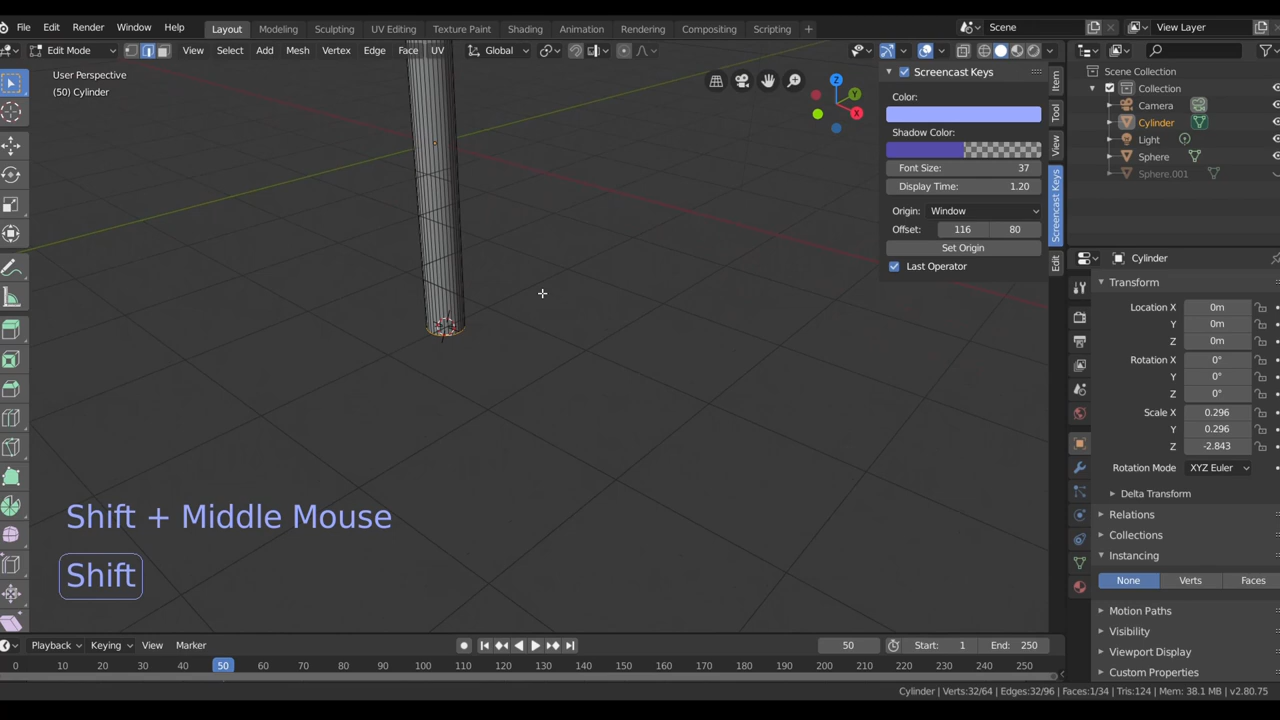 File Edit Render Window Help Layout Modeling Sculpting UV Editing Texture Paint Shading Animation Rendering Compositing Scripting + Scene View Layer
Edit Mode View Select Add Mesh Vertex Edge Face UV Global
User Perspective
(50) Cylinder
Z
Y
X
Screencast Keys
Color:
Shadow Color:
Font Size: 37
Display Time: 1.20
Origin: Window
Offset: 116 80
Set Origin
Last Operator
Item
Tool
View
Screencast Keys
Edit
Scene Collection
Collection
Camera
Cylinder
Light
Sphere
Sphere.001
Cylinder
Transform
Location X 0m
Y 0m
Z 0m
Rotation X 0°
Y 0°
Z 0°
Scale X 0.296
Y 0.296
Z -2.843
Rotation Mode XYZ Euler
Delta Transform
Relations
Collections
Instancing
None Verts Faces
Motion Paths
Visibility
Viewport Display
Custom Properties
Shift + Middle Mouse
Shift
Playback Keying View Marker 50 Start: 1 End: 250
0 10 20 30 40 50 60 70 80 90 100 110 120 130 140 150 160 170 180 190 200 210 220 230 240 250
Cylinder | Verts:32/64 | Edges:32/96 | Faces:1/34 | Tris:124 | Mem: 38.1 MB | v2.80.75